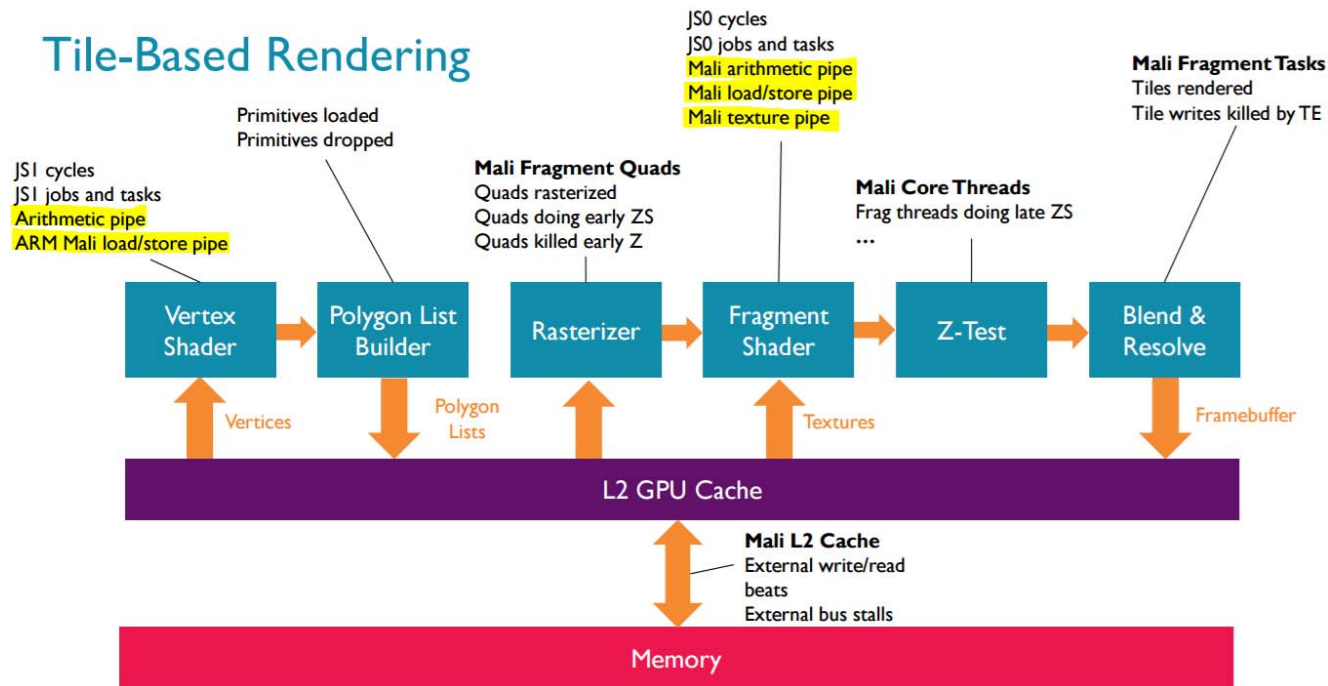 Tile-Based Rendering
JS0 cycles
JS0 jobs and tasks
Mali arithmetic pipe
Mali load/store pipe
Mali texture pipe
Mali Fragment Tasks
Tiles rendered
Tile writes killed by TE
Primitives loaded
Primitives dropped
JS1 cycles
JS1 jobs and tasks
Arithmetic pipe
ARM Mali load/store pipe
Mali Fragment Quads
Quads rasterized
Quads doing early ZS
Quads killed early Z
Mali Core Threads
Frag threads doing late ZS
...
Vertex
Shader
Polygon List
Builder
Rasterizer
Fragment
Shader
Z-Test
Blend &
Resolve
Vertices
Polygon
Lists
Textures
Framebuffer
L2 GPU Cache
Mali L2 Cache
External write/read
beats
External bus stalls
Memory